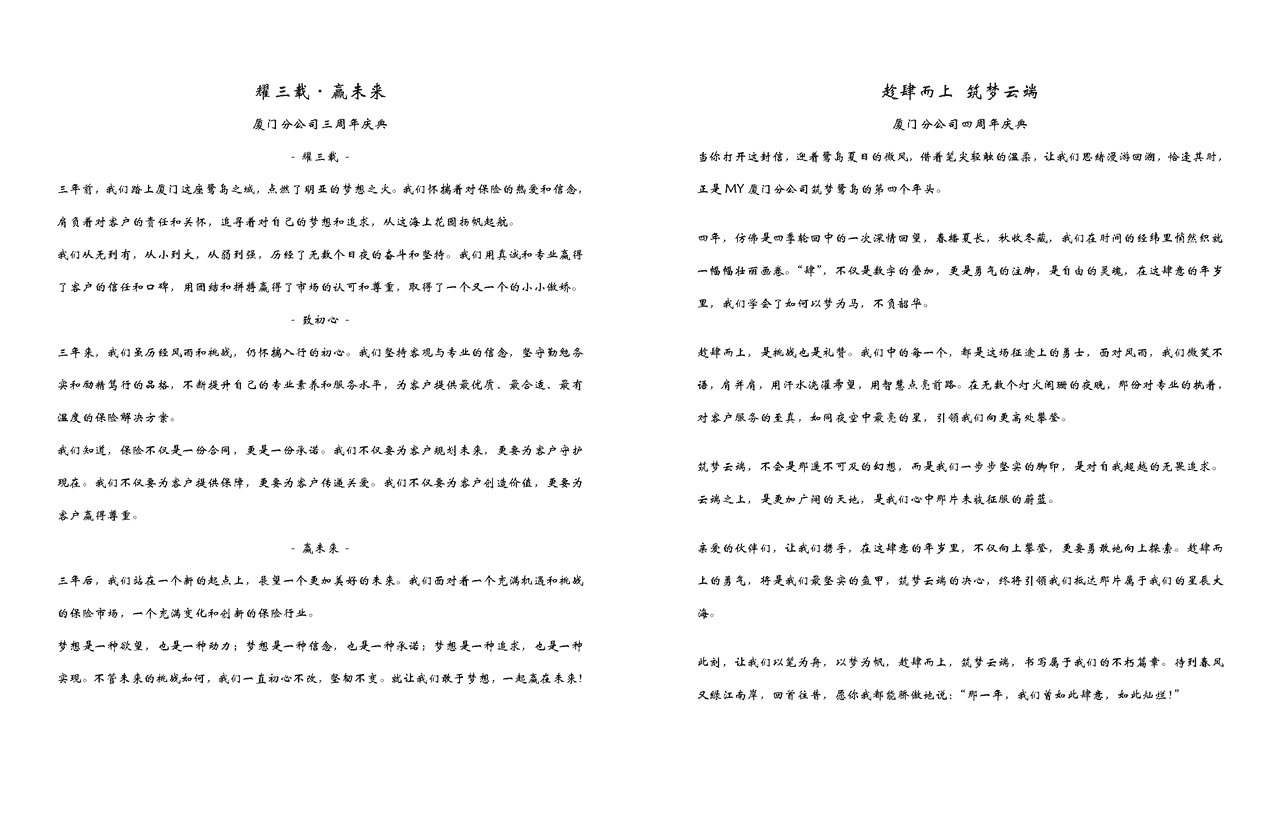 耀三载·赢未来
厦门分公司三周年庆典
- 耀三载 -
三年前，我们踏上厦门这座鹭岛之城，点燃了明亚的梦想之火。我们怀揣着对保险的热爱和信念，
肩负着对客户的责任和关怀，追寻着对自己的梦想和追求，从这海上花园扬帆起航。
我们从无到有，从小到大，从弱到强，历经了无数个日夜的奋斗和坚持。我们用真诚和专业赢得
了客户的信任和口碑，用团结和拼搏赢得了市场的认可和尊重，取得了一个又一个的小小傲娇。
- 致初心 -
三年来，我们虽历经风雨和挑战，仍怀揣入行的初心。我们坚持客观与专业的信念，坚守勤勉务
实和励精笃行的品格，不断提升自己的专业素养和服务水平，为客户提供最优质、最合适、最有
温度的保险解决方案。
我们知道，保险不仅是一份合同，更是一份承诺。我们不仅要为客户规划未来，更要为客户守护
现在。我们不仅要为客户提供保障，更要为客户传递关爱。我们不仅要为客户创造价值，更要为
客户赢得尊重。
- 赢未来 -
三年后，我们站在一个新的起点上，展望一个更加美好的未来。我们面对着一个充满机遇和挑战
的保险市场，一个充满变化和创新的保险行业。
梦想是一种欲望，也是一种动力；梦想是一种信念，也是一种承诺；梦想是一种追求，也是一种
实现。不管未来的挑战如何，我们一直初心不改，坚韧不变。就让我们敢于梦想，一起赢在未来!
趁肆而上 筑梦云端
厦门分公司四周年庆典
当你打开这封信，迎着鹭岛夏日的微风，借着笔尖轻触的温柔，让我们思绪漫游回溯，恰逢其时，
正是 MY 厦门分公司筑梦鹭岛的第四个年头。
四年，仿佛是四季轮回中的一次深情回望，春播夏长，秋收冬藏，我们在时间的经纬里悄然织就
一幅幅壮丽画卷。“肆”，不仅是数字的叠加，更是勇气的注脚，是自由的灵魂，在这肆意的年岁
里，我们学会了如何以梦为马，不负韶华。
趁肆而上，是挑战也是礼赞。我们中的每一个，都是这场征途上的勇士，面对风雨，我们微笑不
语，肩并肩，用汗水浇灌希望，用智慧点亮前路。在无数个灯火阑珊的夜晚，那份对专业的执着，
对客户服务的至真，如同夜空中最亮的星，引领我们向更高处攀登。
筑梦云端，不会是那遥不可及的幻想，而是我们一步步坚实的脚印，是对自我超越的无畏追求。
云端之上，是更加广阔的天地，是我们心中那片未被征服的蔚蓝。
亲爱的伙伴们，让我们携手，在这肆意的年岁里，不仅向上攀登，更要勇敢地向上探索。趁肆而
上的勇气，将是我们最坚实的盔甲，筑梦云端的决心，终将引领我们抵达那片属于我们的星辰大
海。
此刻，让我们以笔为舟，以梦为帆，趁肆而上，筑梦云端，书写属于我们的不朽篇章。待到春风
又绿江南岸，回首往昔，愿你我都能骄傲地说：“那一年，我们曾如此肆意，如此灿烂!”